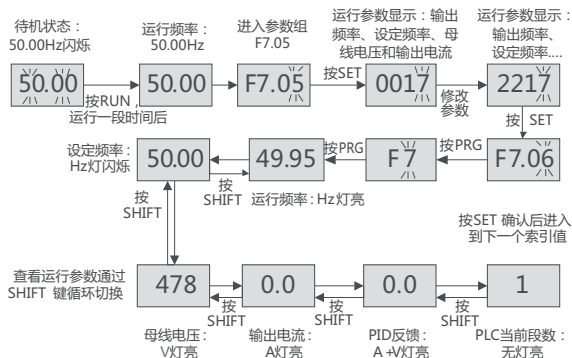 待机状态：
50.00Hz闪烁
运行频率：
50.00Hz
进入参数组
F7.05
运行参数显示：输出
频率、设定频率、母
线电压和输出电流
运行参数显示：
输出频率、
设定频率....
50.00
50.00
F7.05
按SET
0017
修改
参数
2217
按RUN，
运行一段时间后
按 SET
设定频率：
Hz灯闪烁
50.00
49.95
按PRG
F7
按PRG
F7.06
按
SHIFT
运行频率：Hz灯亮
按
SHIFT
按SET 确认后进入
到下一个索引值
查看运行参数通过
SHIFT 键循环切换
478
0.0
0.0
1
按
SHIFT
按
SHIFT
按
SHIFT
母线电压：
V灯亮
输出电流：
A灯亮
PID反馈：
A +V灯亮
PLC当前段数：
无灯亮